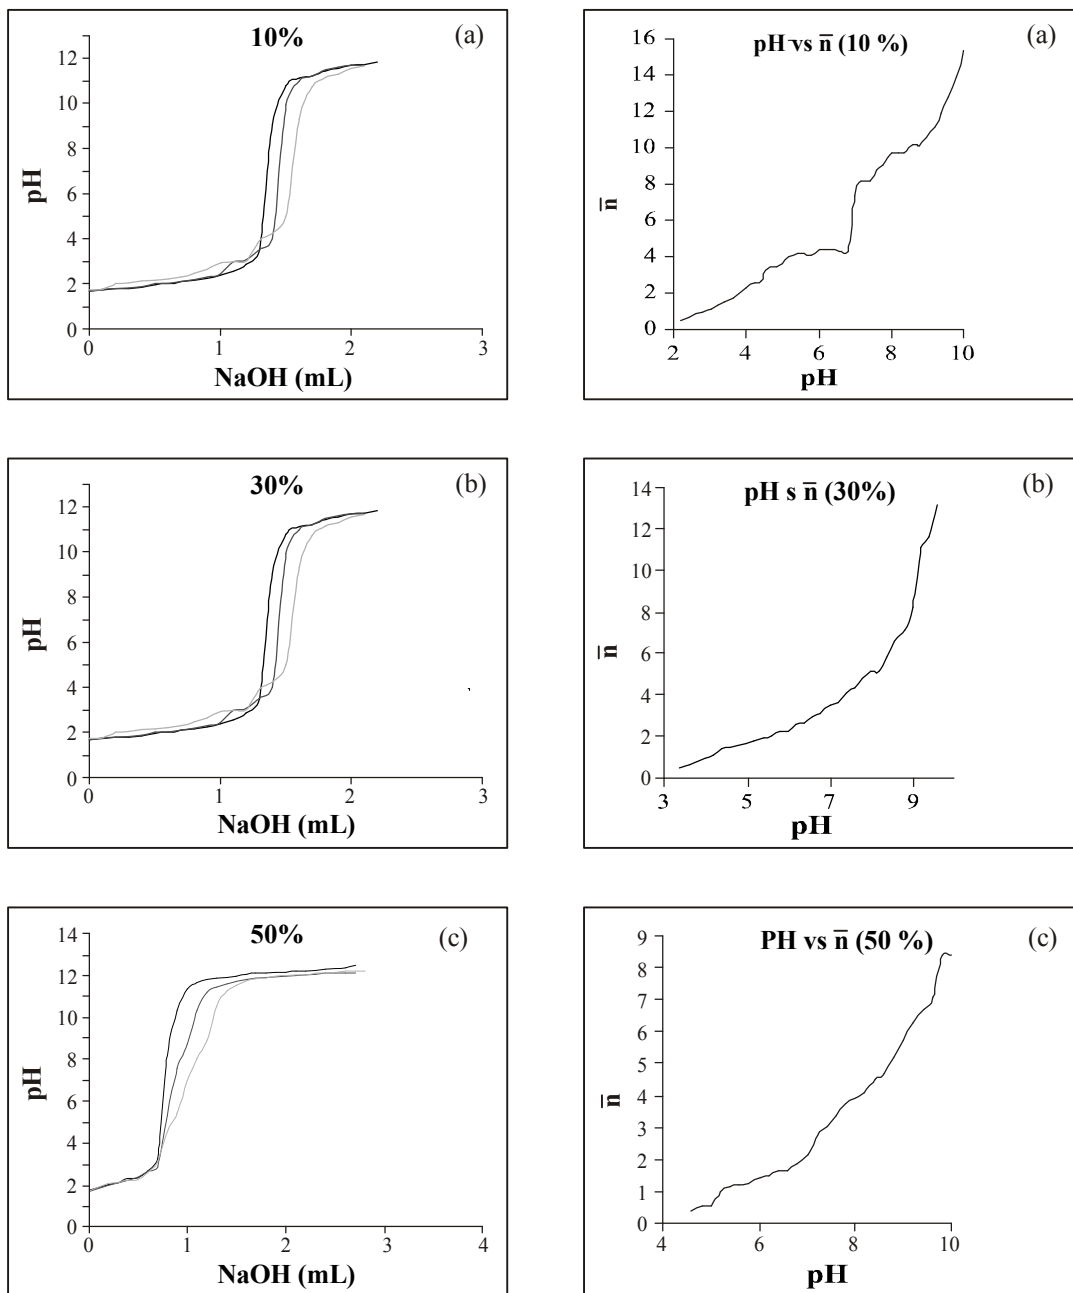 10%
(a)
12
10
8
6
4
2
0
pH
0 1 2 3
NaOH (mL)
pH vs n̅ (10 %)
(a)
16
14
12
10
8
6
4
2
0
n̅
2 4 6 8 10
pH
30%
(b)
12
10
8
6
4
2
0
pH
0 1 2 3
NaOH (mL)
pH s n̅ (30%)
(b)
14
12
10
8
6
4
2
0
n̅
3 5 7 9
pH
50%
(c)
14
12
10
8
6
4
2
0
pH
0 1 2 3 4
NaOH (mL)
PH vs n̅ (50 %)
(c)
9
8
7
6
5
4
3
2
1
0
n̅
4 6 8 10
pH